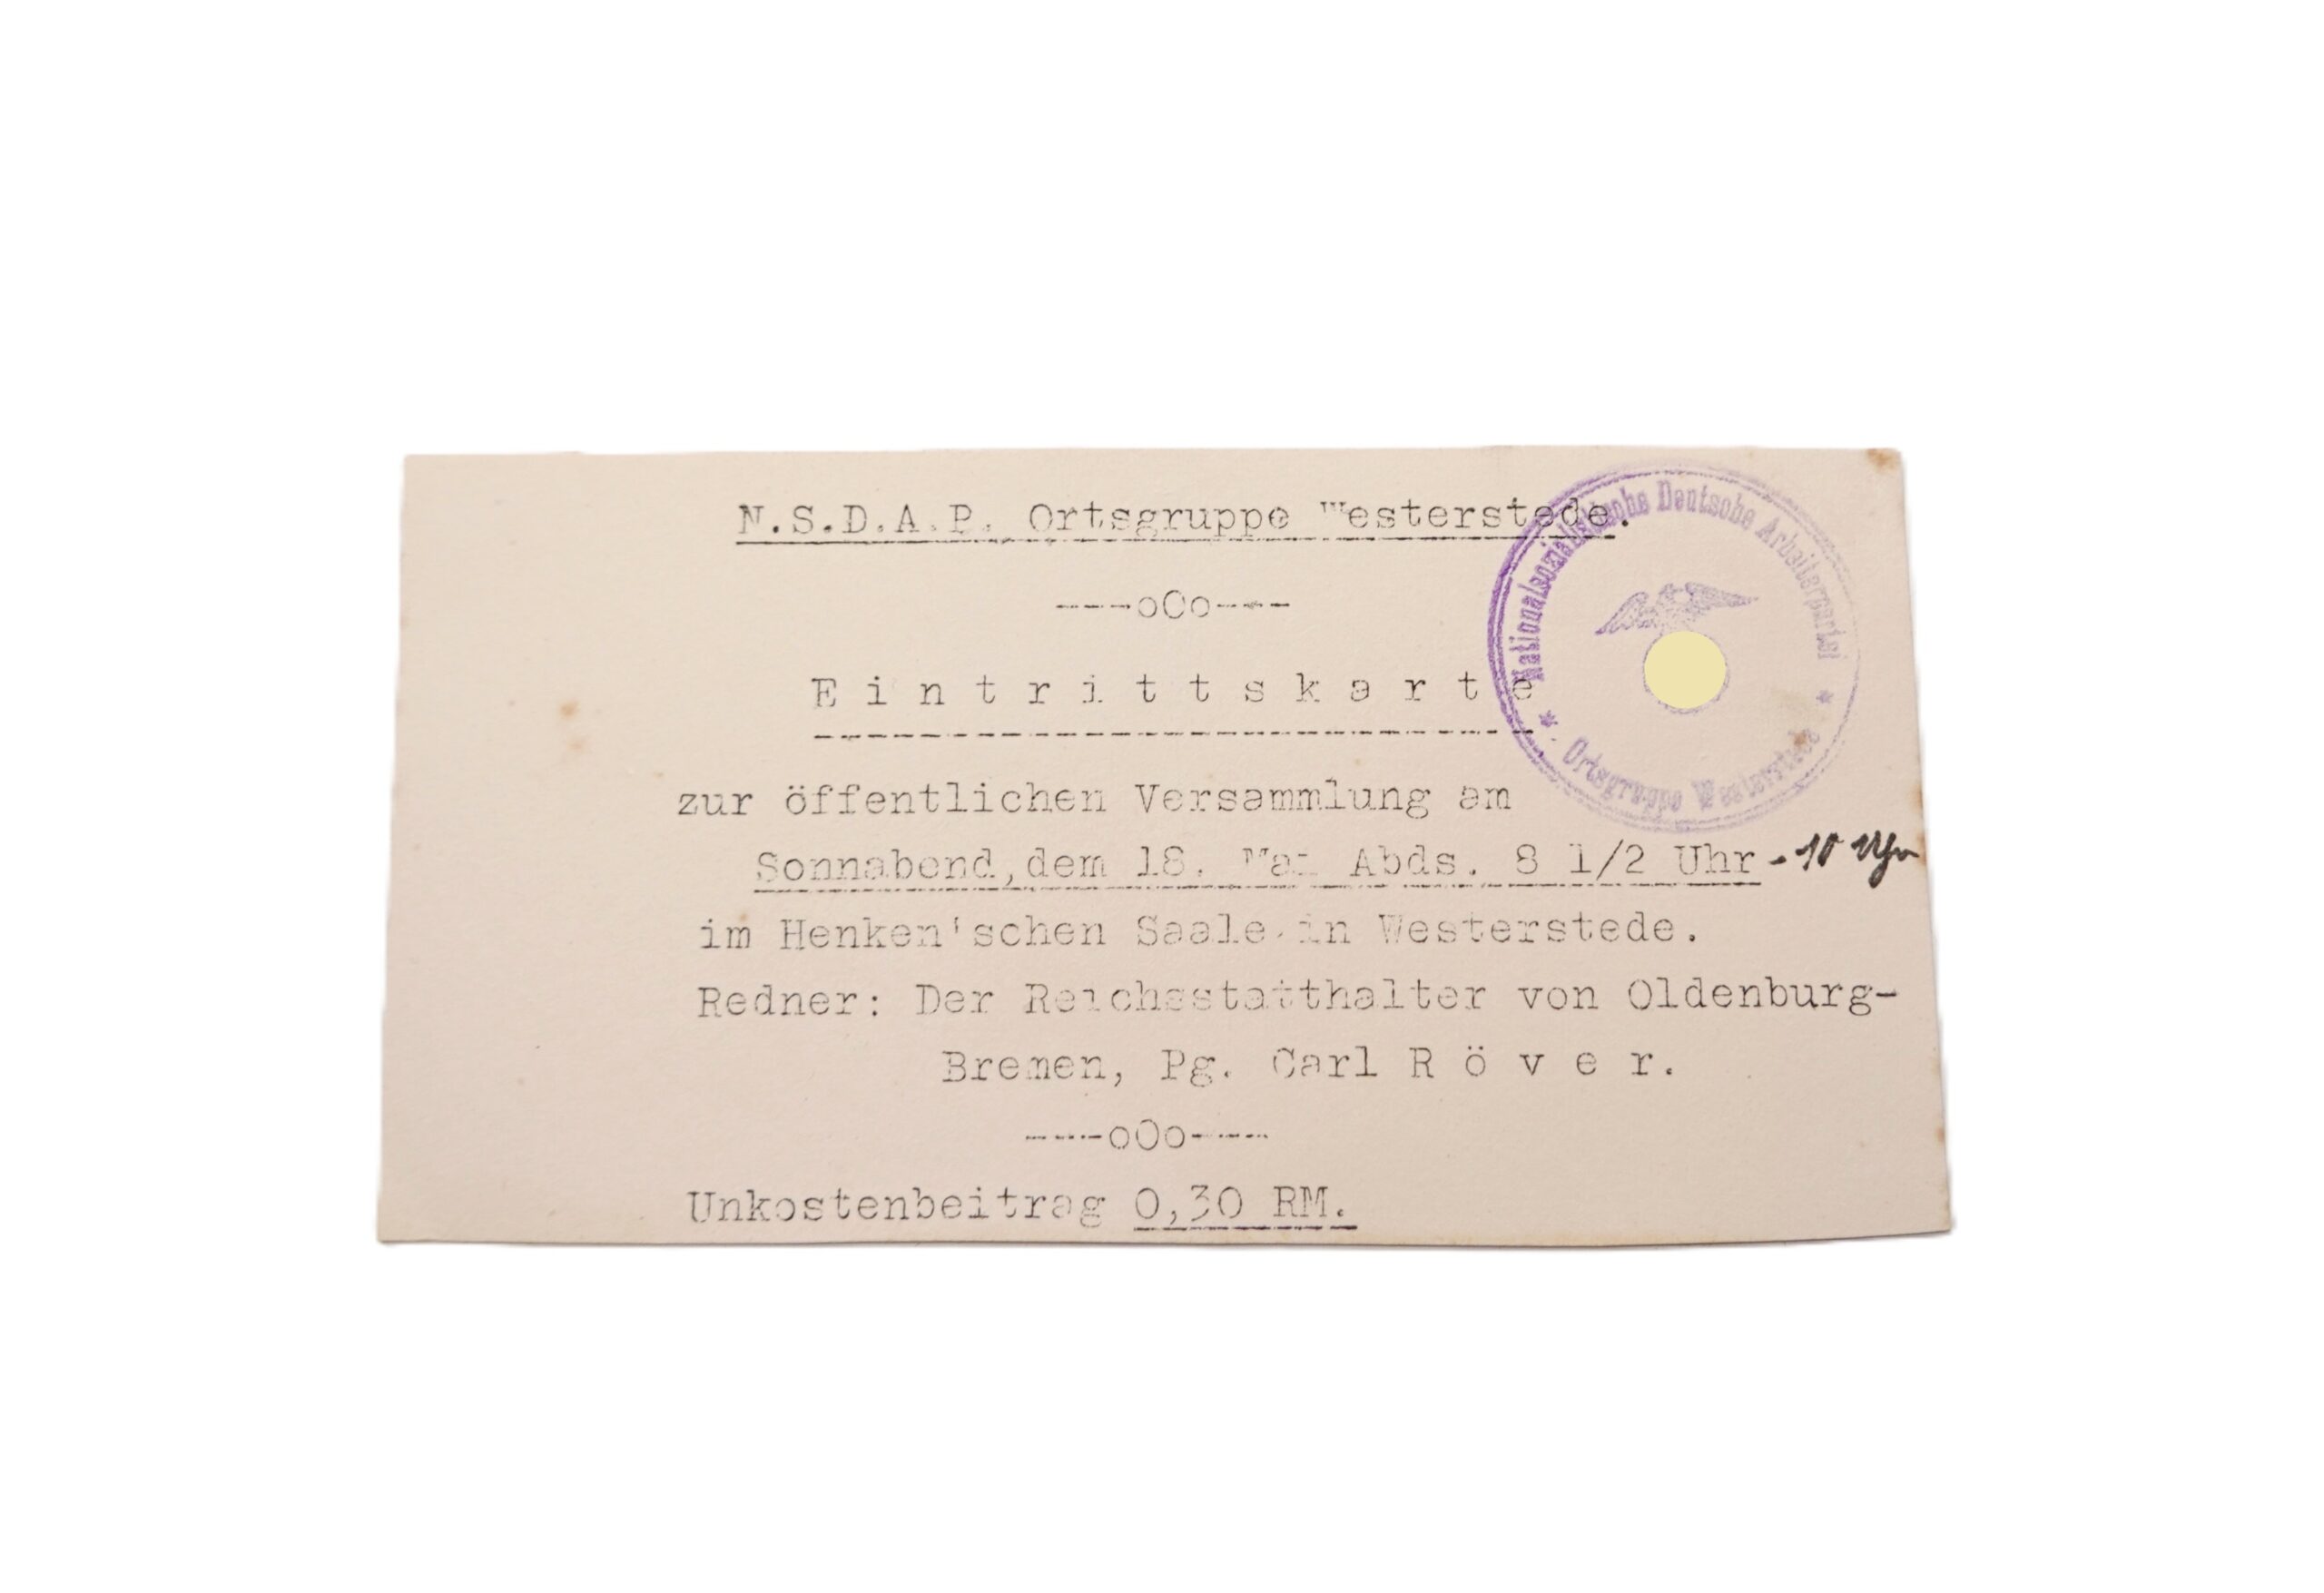 N.S.D.A.P. Ortsgruppe Westerstede.
----oOo----
Eintrittskarte
zur öffentlichen Versammlung am
Sonnabend, dem 18. Mai Abds. 8 1/2 Uhr - 10 Uhr
im Henken'schen Saale in Westerstede.
Redner: Der Reichsstatthalter von Oldenburg-
Bremen, Pg. Carl Röver.
----oOo----
Unkostenbeitrag 0,30 RM.
Nationalsozialistische Deutsche Arbeiterpartei
* Ortsgruppe Westerstede *